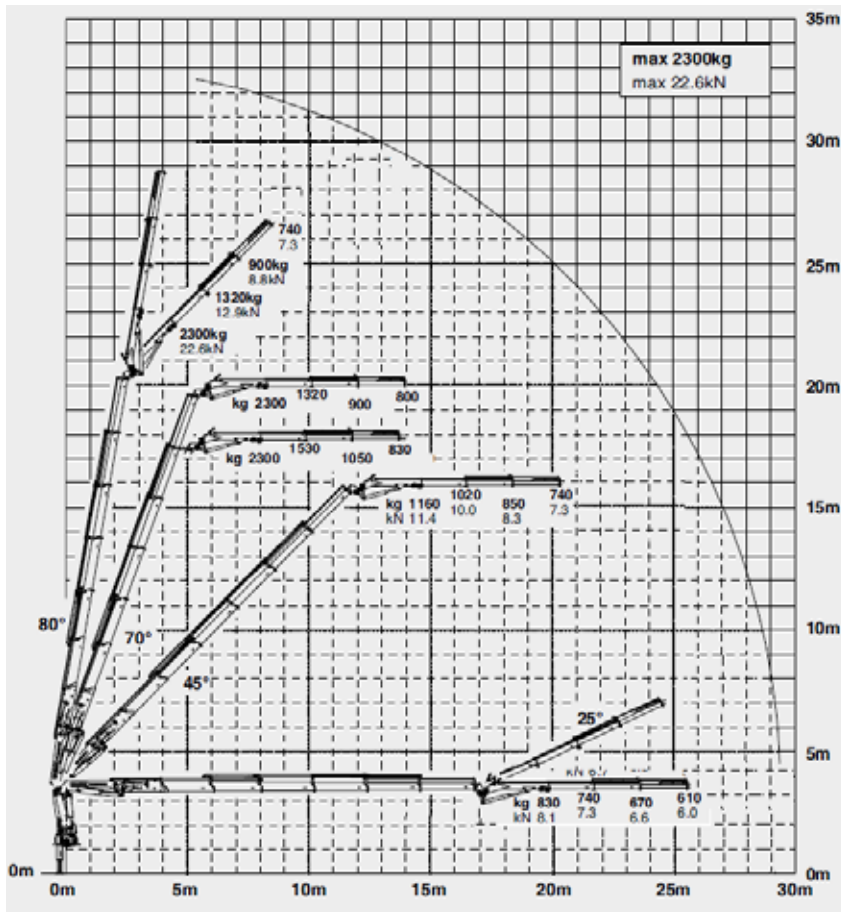 35m
max 2300kg
max 22.6kN
30m
740
7.3
900kg
8.8kN
1320kg
12.9kN
2300kg
22.6kN
25m
20m
kg 2300 1320 900 800
kg 2300 1530 1050 830
kg 1160 1020 850 740
kN 11.4 10.0 8.3 7.3
15m
80°
70°
10m
45°
25°
5m
kg 830 740 670 610
kN 8.1 7.3 6.6 6.0
0m
0m
0m 5m 10m 15m 20m 25m 30m